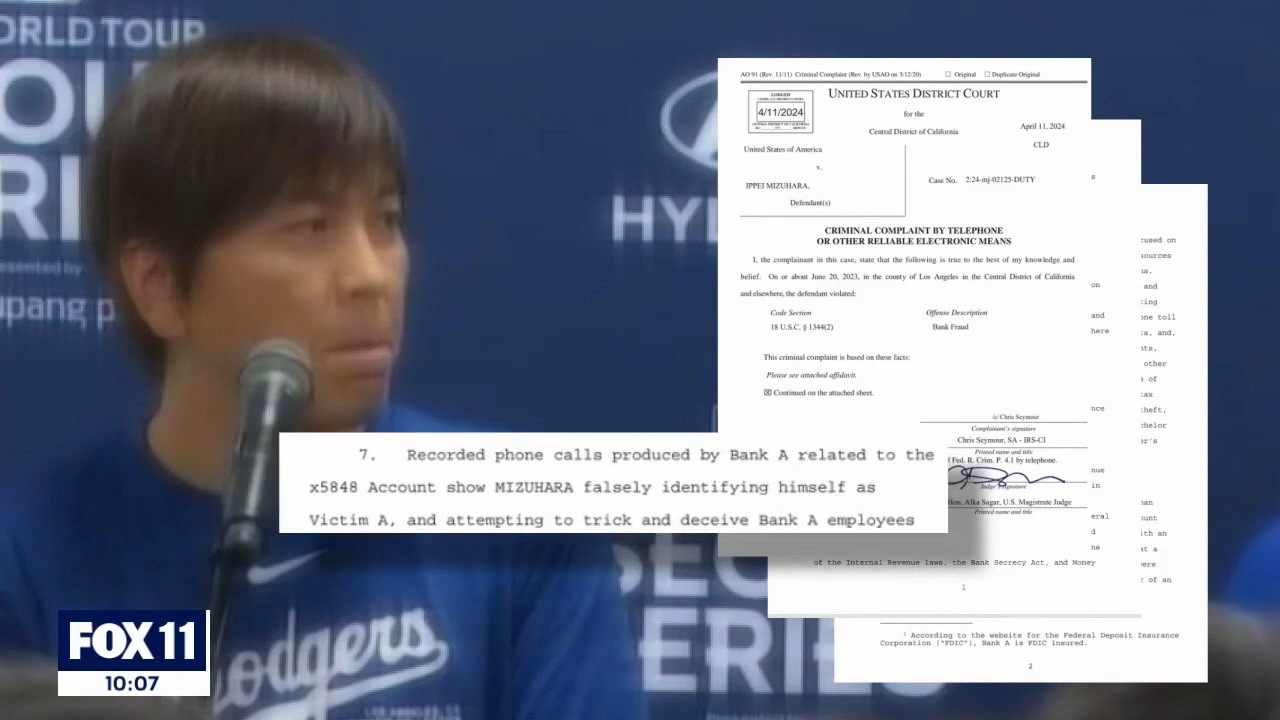 WORLD TOUR
HY
Dodgers
FOX 11
10:07
AO 91 (Rev. 11/11) Criminal Complaint (Rev. by USAO on 3/12/20) ☐ Original ☐ Duplicate Original
LODGED
4/11/2024
UNITED STATES DISTRICT COURT
for the
Central District of California
April 11, 2024
CLD
United States of America
v.
IPPEI MIZUHARA,
Defendant(s)
Case No. 2:24-mj-02125-DUTY
CRIMINAL COMPLAINT BY TELEPHONE
OR OTHER RELIABLE ELECTRONIC MEANS
I, the complainant in this case, state that the following is true to the best of my knowledge and
belief. On or about June 20, 2023, in the county of Los Angeles in the Central District of California
and elsewhere, the defendant violated:
Code Section Offense Description
18 U.S.C. § 1344(2) Bank Fraud
This criminal complaint is based on these facts:
Please see attached affidavit.
☒ Continued on the attached sheet.
/s/ Chris Seymour
Complainant's signature
Chris Seymour, SA - IRS-CI
Printed name and title
Fed. R. Crim. P. 4.1 by telephone.
Judge's signature
Hon. Alka Sagar, U.S. Magistrate Judge
Printed name and title
7. Recorded phone calls produced by Bank A related to the
x5848 Account show MIZUHARA falsely identifying himself as
Victim A, and attempting to trick and deceive Bank A employees
of the Internal Revenue laws, the Bank Secrecy Act, and Money
1
1 According to the website for the Federal Deposit Insurance
Corporation ("FDIC"), Bank A is FDIC insured.
2